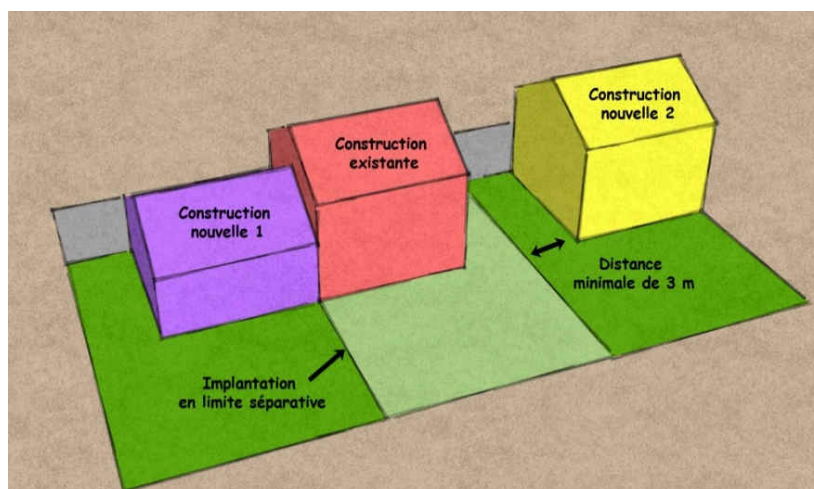 Construction
nouvelle 1
Construction
existante
Construction
nouvelle 2
Distance
minimale de 3 m
Implantation
en limite séparative